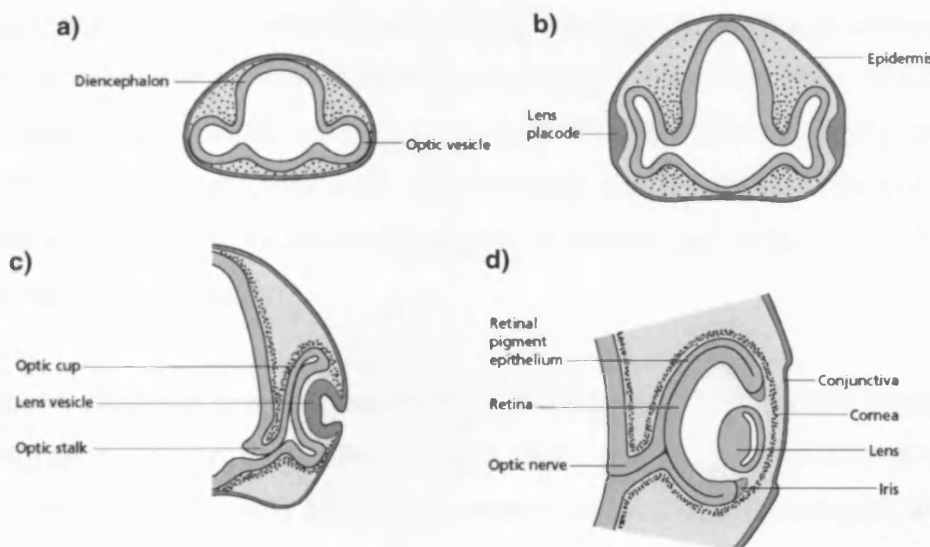 a)
Diencephalon
Optic vesicle
b)
Epidermis
Lens
placode
c)
Optic cup
Lens vesicle
Optic stalk
d)
Retinal
pigment
epithelium
Retina
Optic nerve
Conjunctiva
Cornea
Lens
Iris